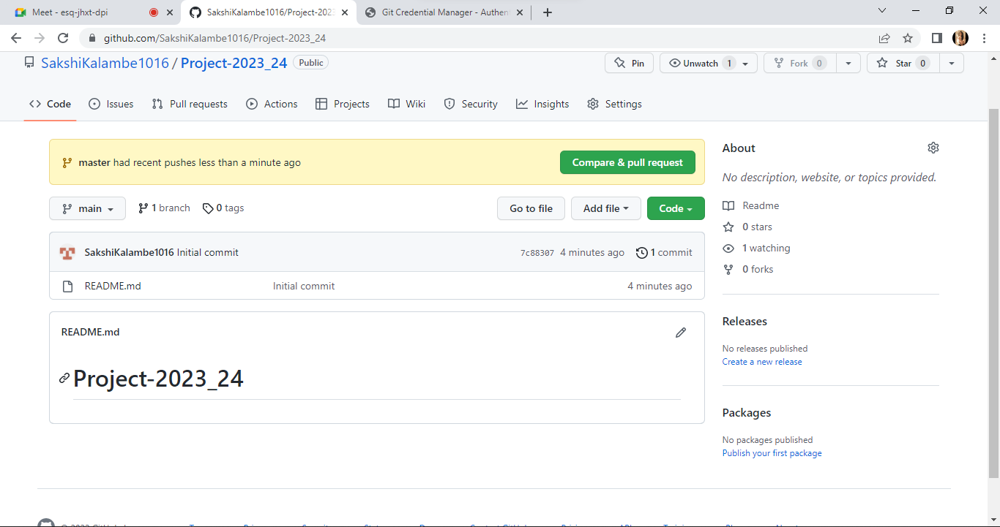 Meet - esq-jhxt-dpi
SakshiKalambe1016/Project-2023
Git Credential Manager - Authen
github.com/SakshiKalambe1016/Project-2023_24
SakshiKalambe1016 / Project-2023_24 Public
Pin
Unwatch 1
Fork 0
Star 0
Code Issues Pull requests Actions Projects Wiki Security Insights Settings
master had recent pushes less than a minute ago
Compare & pull request
main 1 branch 0 tags
Go to file Add file Code
SakshiKalambe1016 Initial commit 7c88307 4 minutes ago 1 commit
README.md Initial commit 4 minutes ago
README.md
Project-2023_24
About
No description, website, or topics provided.
Readme
0 stars
1 watching
0 forks
Releases
No releases published
Create a new release
Packages
No packages published
Publish your first package